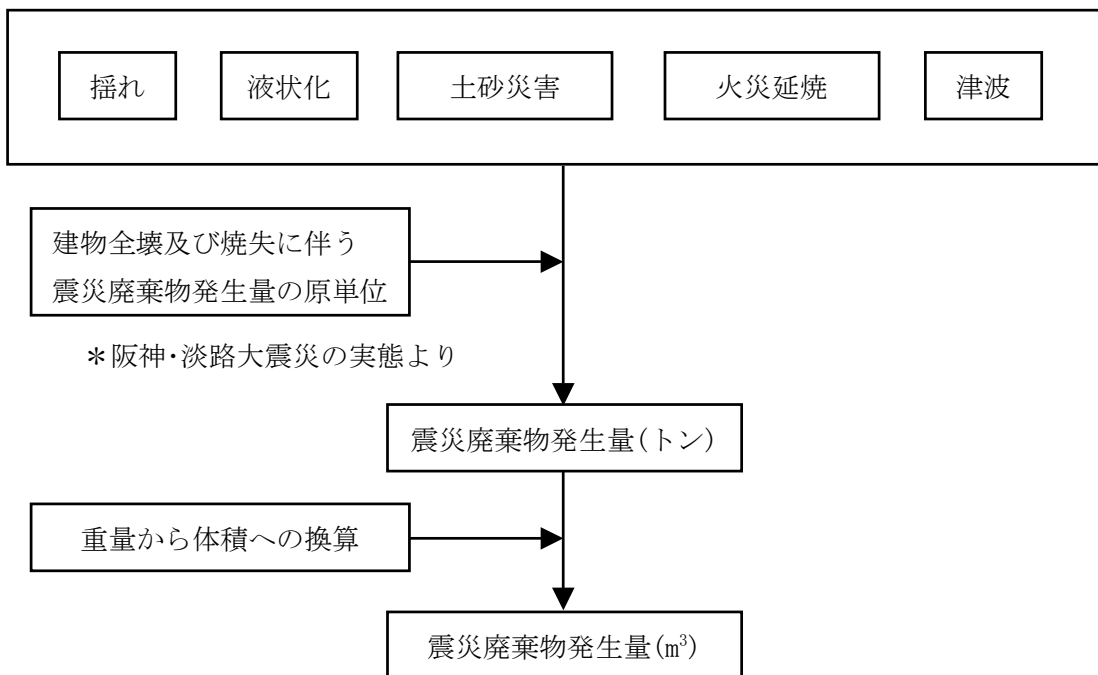 揺れ 液状化 土砂災害 火災延焼 津波
建物全壊及び焼失に伴う
震災廃棄物発生量の原単位
＊阪神･淡路大震災の実態より
震災廃棄物発生量(トン)
重量から体積への換算
震災廃棄物発生量(m³)